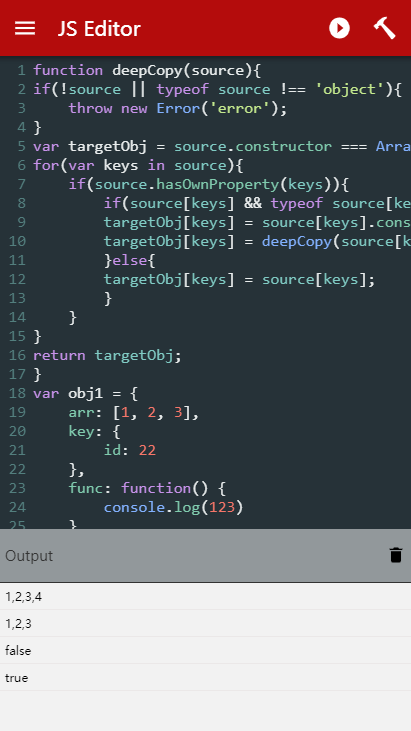 JS Editor
1 function deepCopy(source){
2 if(!source || typeof source !== 'object'){
3     throw new Error('error');
4 }
5 var targetObj = source.constructor === Arra
6 for(var keys in source){
7     if(source.hasOwnProperty(keys)){
8         if(source[keys] && typeof source[ke
9         targetObj[keys] = source[keys].cons
10         targetObj[keys] = deepCopy(source[k
11         }else{
12         targetObj[keys] = source[keys];
13         }
14     }
15 }
16 return targetObj;
17 }
18 var obj1 = {
19     arr: [1, 2, 3],
20     key: {
21         id: 22
22     },
23     func: function() {
24         console.log(123)
25     }
Output
1,2,3,4
1,2,3
false
true